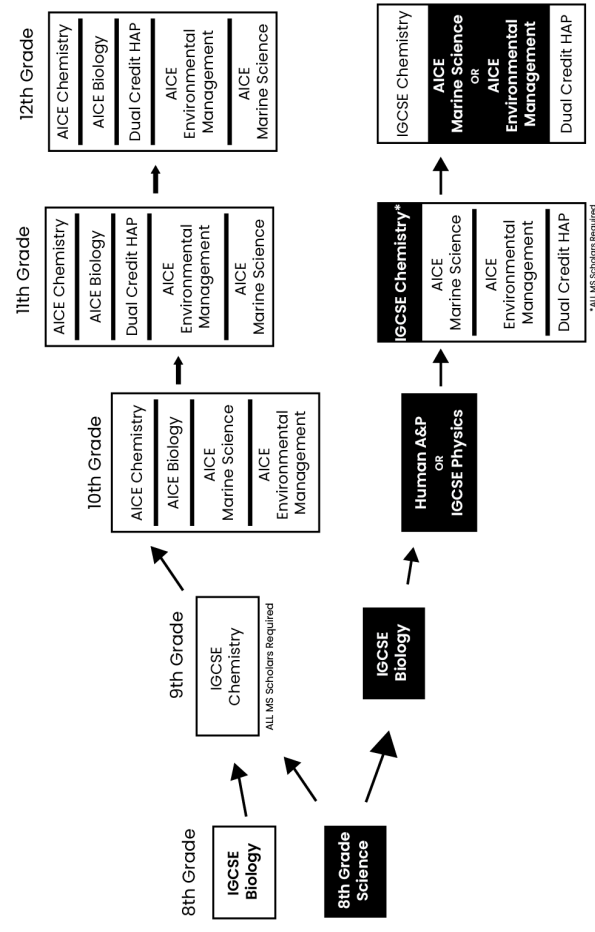 8th Grade
IGCSE
Biology
8th Grade
Science
9th Grade
IGCSE
Chemistry
ALL MS Scholars Required
IGCSE
Biology
10th Grade
AICE Chemistry
AICE Biology
AICE
Marine Science
AICE
Environmental
Management
Human A&P
OR
IGCSE Physics
11th Grade
AICE Chemistry
AICE Biology
Dual Credit HAP
AICE
Environmental
Management
AICE
Marine Science
IGCSE Chemistry*
AICE
Marine Science
AICE
Environmental
Management
Dual Credit HAP
*ALL MS Scholars Required
12th Grade
AICE Chemistry
AICE Biology
Dual Credit HAP
AICE
Environmental
Management
AICE
Marine Science
IGCSE Chemistry
AICE
Marine Science
OR
AICE
Environmental
Management
Dual Credit HAP